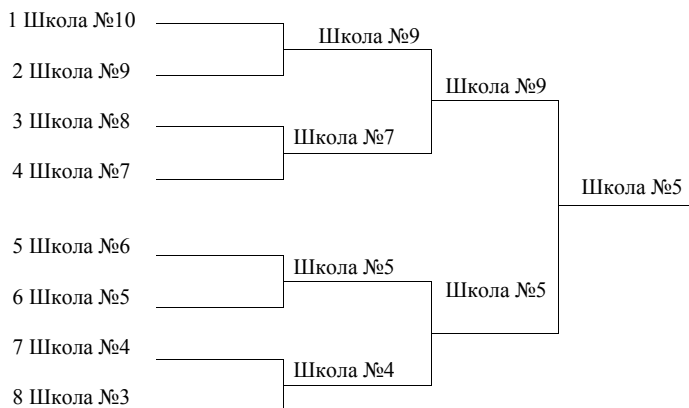 1 Школа №10
2 Школа №9
3 Школа №8
4 Школа №7
5 Школа №6
6 Школа №5
7 Школа №4
8 Школа №3
Школа №9
Школа №7
Школа №5
Школа №4
Школа №9
Школа №5
Школа №5